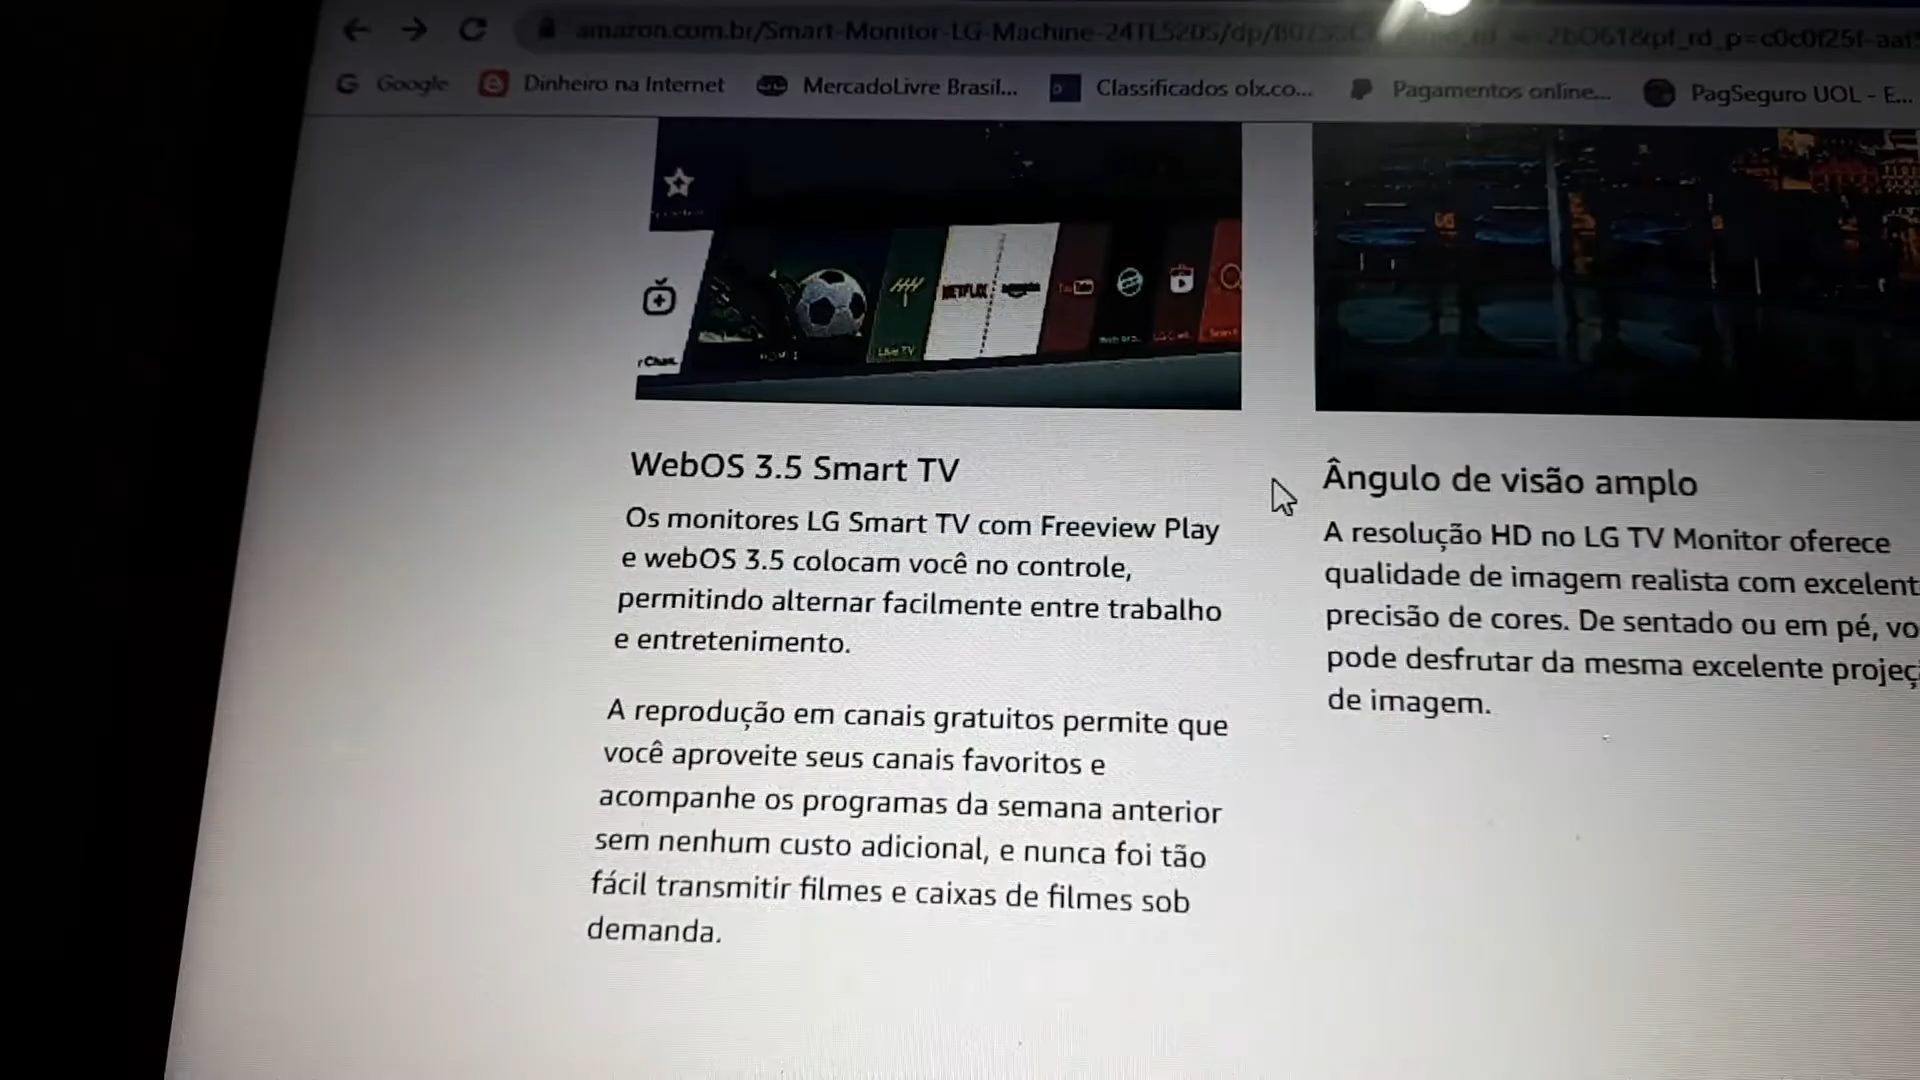 amazon.com.br/Smart-Monitor-LG-Machine-24TL520S/dp/
Google
Dinheiro na Internet
MercadoLivre Brasil...
Classificados olx.co...
Pagamentos online...
PagSeguro UOL - E...
Live TV
NETFLIX
amazon
WebOS 3.5 Smart TV
Os monitores LG Smart TV com Freeview Play
e webOS 3.5 colocam você no controle,
permitindo alternar facilmente entre trabalho
e entretenimento.
A reprodução em canais gratuitos permite que
você aproveite seus canais favoritos e
acompanhe os programas da semana anterior
sem nenhum custo adicional, e nunca foi tão
fácil transmitir filmes e caixas de filmes sob
demanda.
Ângulo de visão amplo
A resolução HD no LG TV Monitor oferece
qualidade de imagem realista com excelent
precisão de cores. De sentado ou em pé, vo
pode desfrutar da mesma excelente projeç
de imagem.